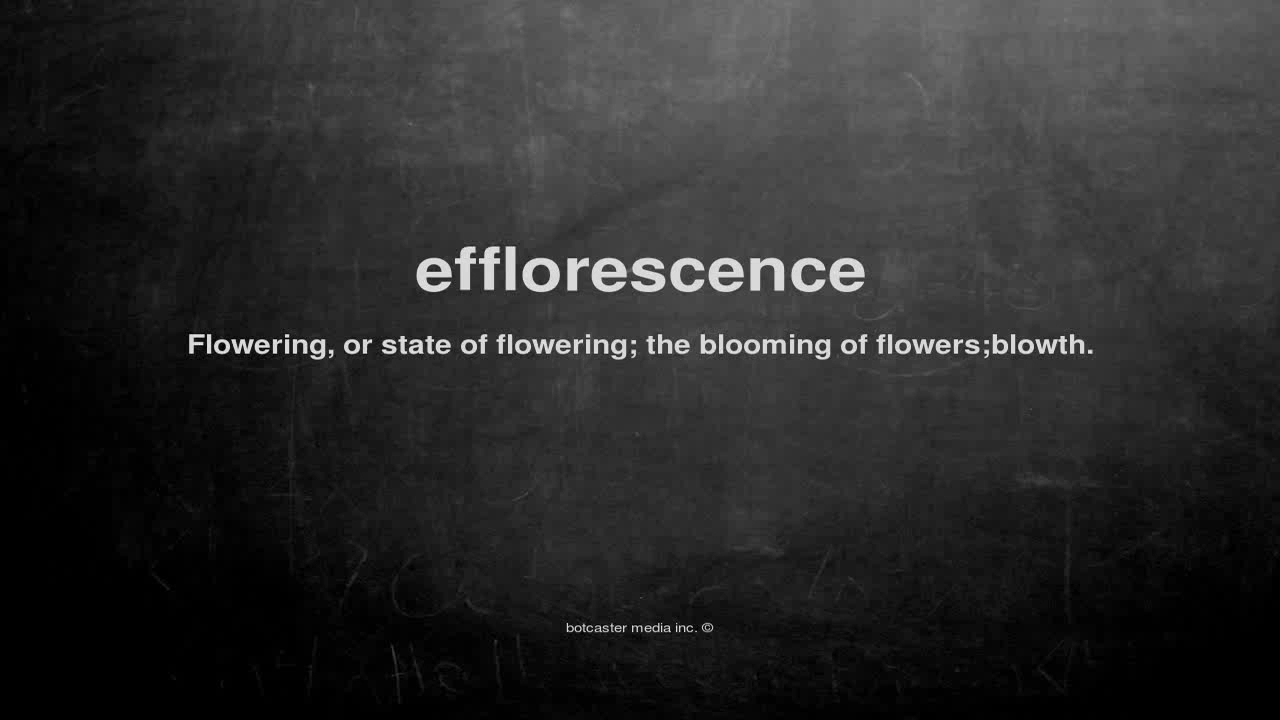 efflorescence
Flowering, or state of flowering; the blooming of flowers;blowth.
botcaster media inc. ©